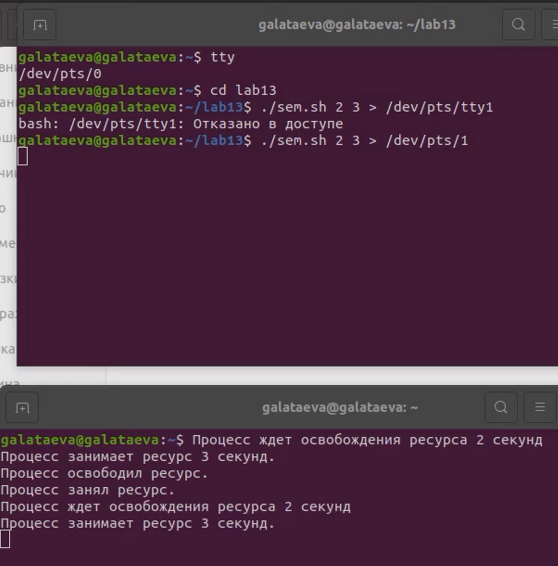 galataeva@galataeva: ~/lab13
galataeva@galataeva:~$ tty
/dev/pts/0
galataeva@galataeva:~$ cd lab13
galataeva@galataeva:~/lab13$ ./sem.sh 2 3 > /dev/pts/tty1
bash: /dev/pts/tty1: Отказано в доступе
galataeva@galataeva:~/lab13$ ./sem.sh 2 3 > /dev/pts/1
galataeva@galataeva: ~
galataeva@galataeva:~$ Процесс ждет освобождения ресурса 2 секунд
Процесс занимает ресурс 3 секунд.
Процесс освободил ресурс.
Процесс занял ресурс.
Процесс ждет освобождения ресурса 2 секунд
Процесс занимает ресурс 3 секунд.